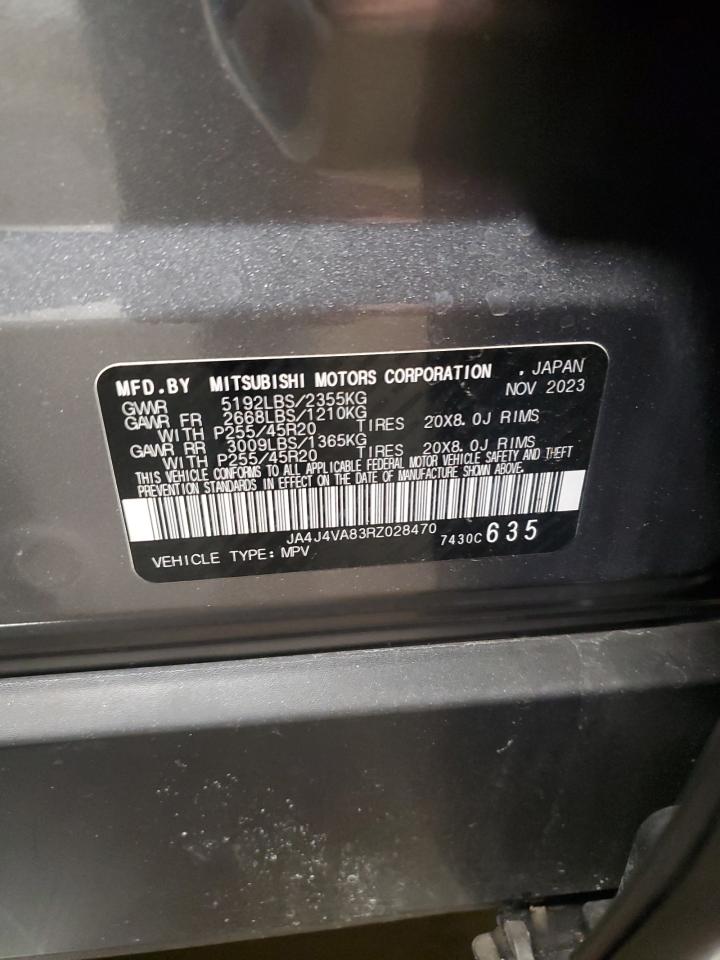 MFD.BY MITSUBISHI MOTORS CORPORATION , JAPAN
GVWR 5192LBS/2355KG NOV 2023
GAWR FR 2668LBS/1210KG
WITH P255/45R20 TIRES 20X8.0J RIMS
GAWR RR 3009LBS/1365KG
WITH P255/45R20 TIRES 20X8.0J RIMS
THIS VEHICLE CONFORMS TO ALL APPLICABLE FEDERAL MOTOR VEHICLE SAFETY AND THEFT
PREVENTION STANDARDS IN EFFECT ON THE DATE OF MANUFACTURE SHOWN ABOVE.
JA4J4VA83RZ028470 7430C 635
VEHICLE TYPE: MPV